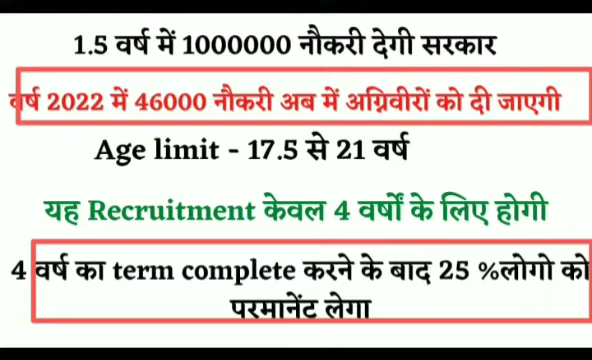 1.5 वर्ष में 1000000 नौकरी देगी सरकार
वर्ष 2022 में 46000 नौकरी अब में अग्निवीरों को दी जाएगी
Age limit - 17.5 से 21 वर्ष
यह Recruitment केवल 4 वर्षों के लिए होगी
4 वर्ष का term complete करने के बाद 25 %लोगो को
परमानेंट लेगा